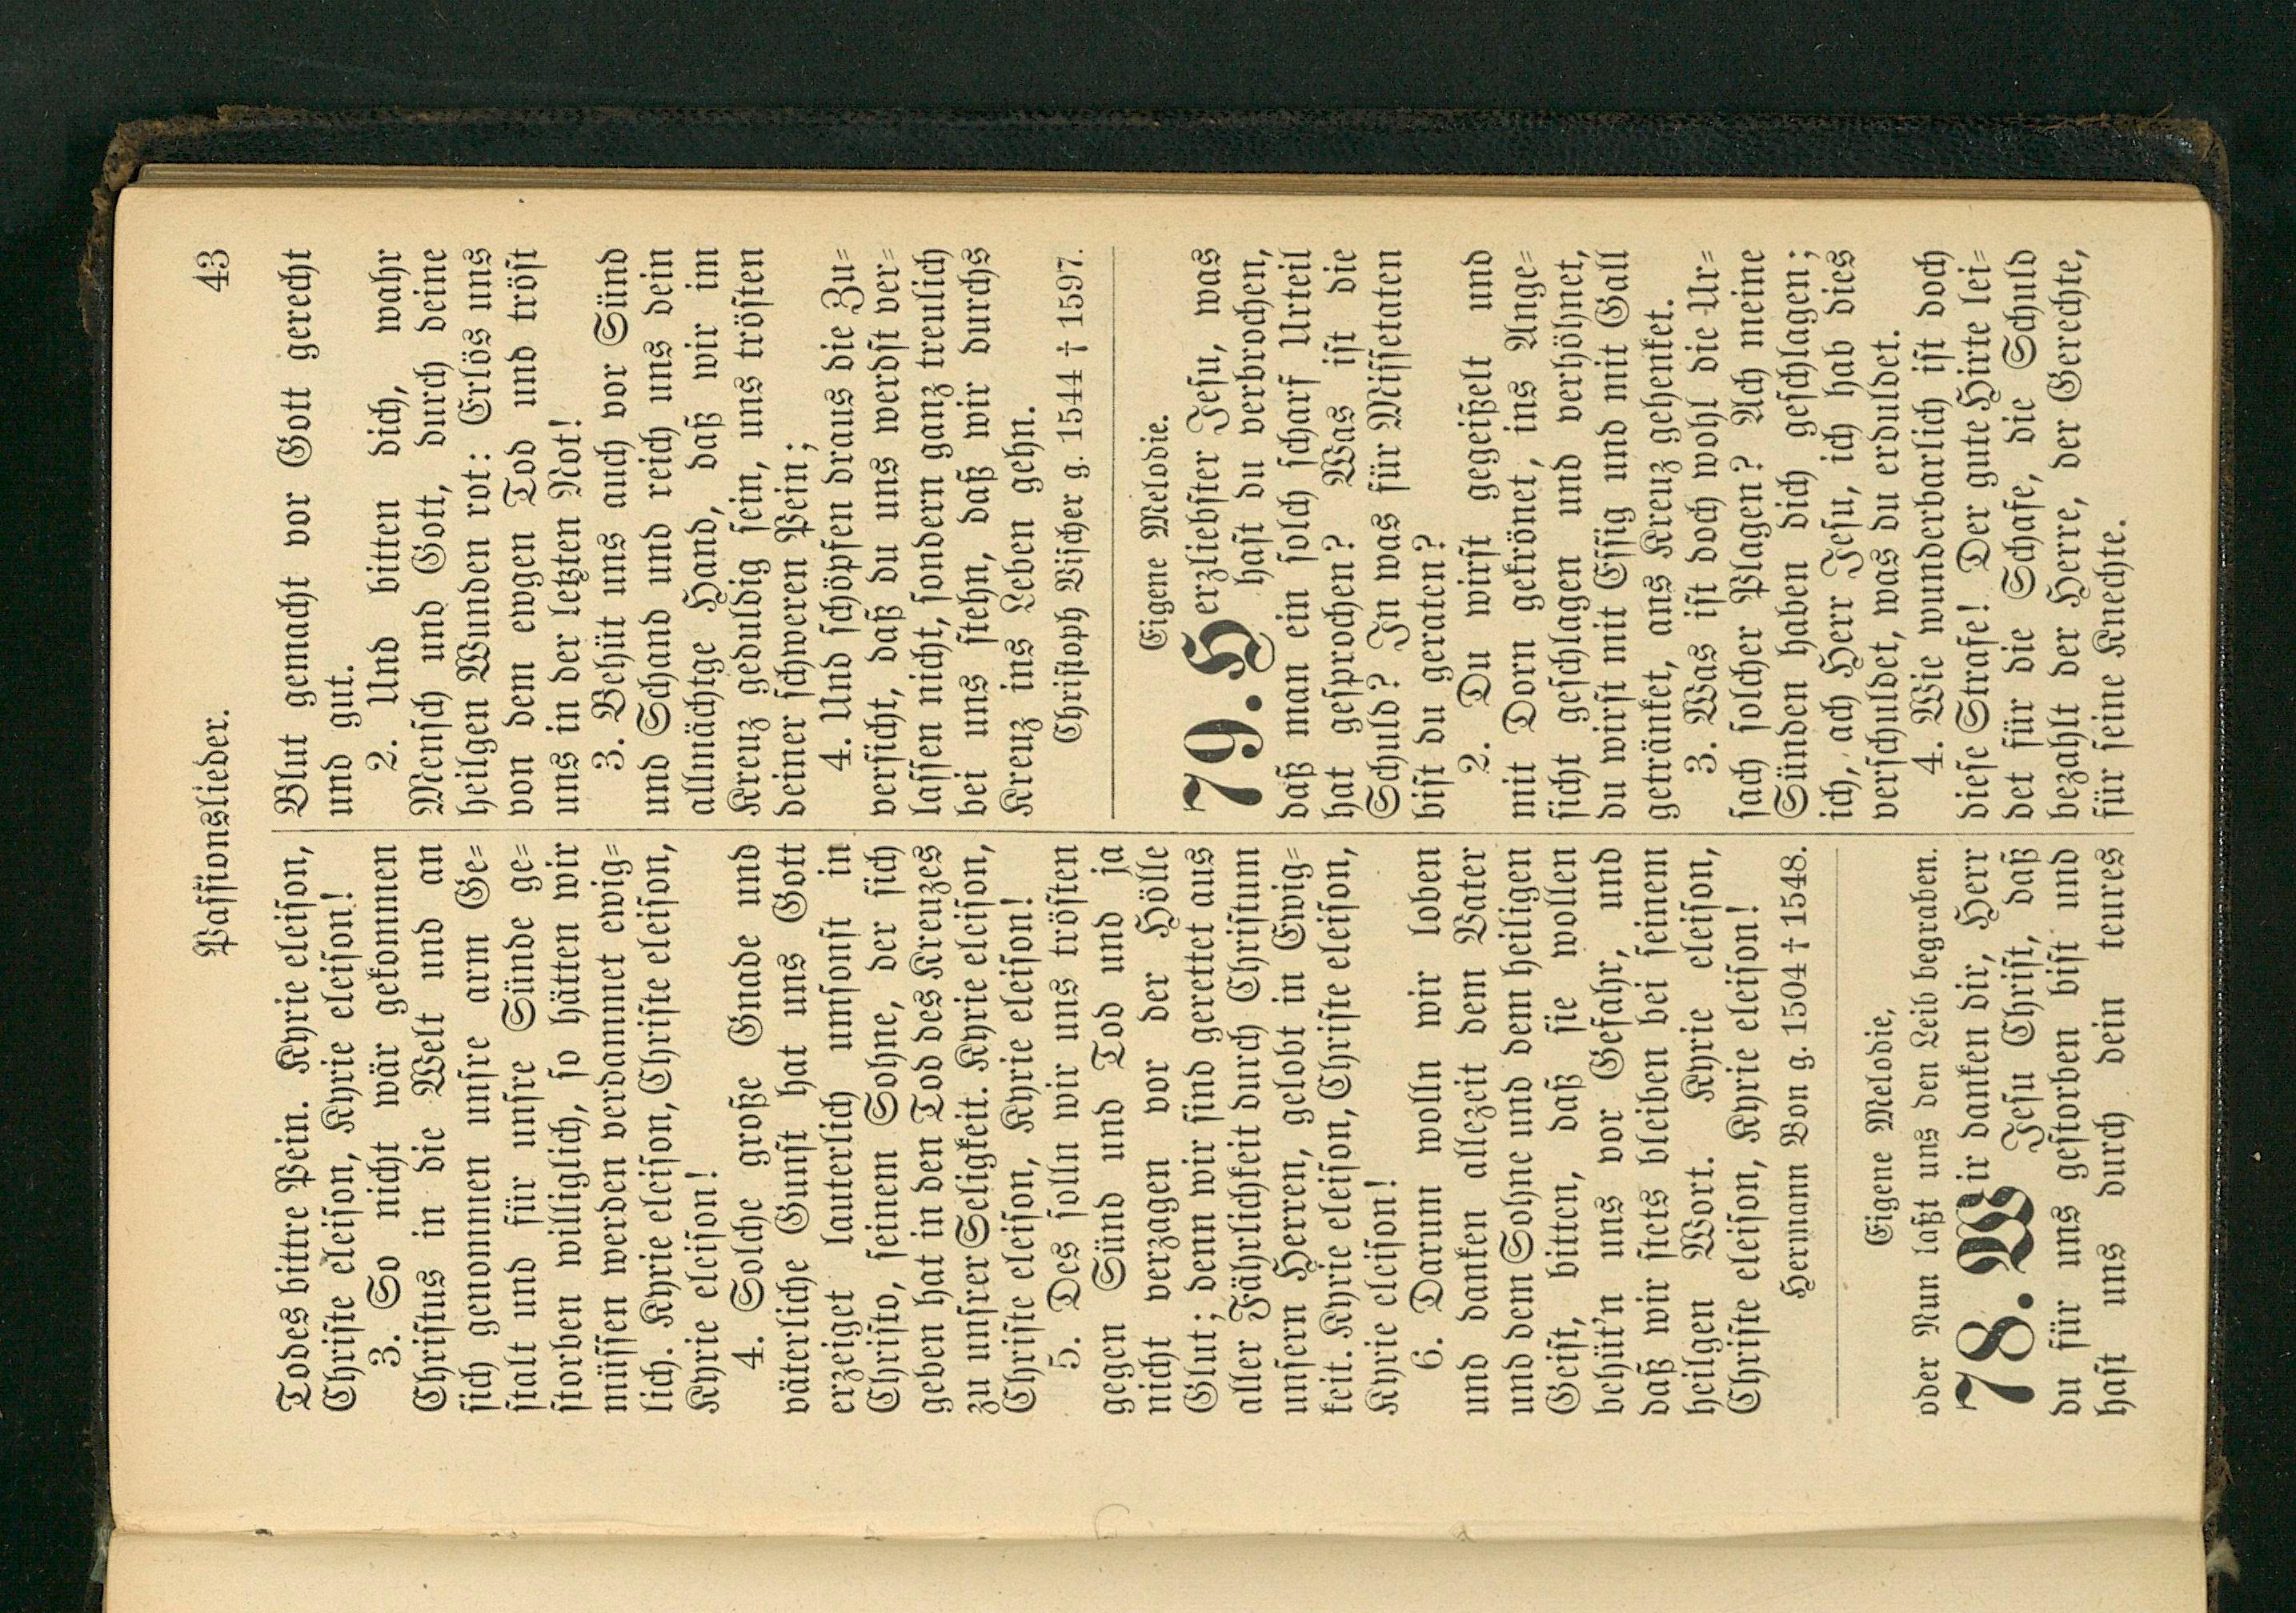 Paſſionslieder.
43
Todes bittre Pein. Kyrie eleiſon,
Chriſte eleiſon, Kyrie eleiſon!
3. So nicht wär gekommen
Chriſtus in die Welt und an
ſich genommen unſre arm Ge-
ſtalt und für unſre Sünde ge-
ſtorben williglich, ſo hätten wir
müſſen werden verdammet ewig-
lich. Kyrie eleiſon, Chriſte eleiſon,
Kyrie eleiſon!
4. Solche große Gnade und
väterliche Gunſt hat uns Gott
erzeiget lauterlich umſonſt in
Chriſto, ſeinem Sohne, der ſich
geben hat in den Tod des Kreuzes
zu unſrer Seligkeit. Kyrie eleiſon,
Chriſte eleiſon, Kyrie eleiſon!
5. Des ſolln wir uns tröſten
gegen Sünd und Tod und ja
nicht verzagen vor der Hölle
Glut; denn wir ſind gerettet aus
aller Fährlichkeit durch Chriſtum
unſern Herren, gelobt in Ewig-
keit. Kyrie eleiſon, Chriſte eleiſon,
Kyrie eleiſon!
6. Darum wolln wir loben
und danken allezeit dem Vater
und dem Sohne und dem heiligen
Geiſt, bitten, daß ſie wollen
behüt'n uns vor Gefahr, und
daß wir ſtets bleiben bei ſeinem
heilgen Wort. Kyrie eleiſon,
Chriſte eleiſon, Kyrie eleiſon!
Hermann Bon g. 1504 † 1548.
Eigene Melodie,
oder Nun laßt uns den Leib begraben.
78. Wir danken dir, Herr
Jeſu Chriſt, daß
du für uns geſtorben biſt und
haſt uns durch dein teures
Blut gemacht vor Gott gerecht
und gut.
2. Und bitten dich, wahr
Menſch und Gott, durch deine
heilgen Wunden rot: Erlös uns
von dem ewgen Tod und tröſt
uns in der letzten Not!
3. Behüt uns auch vor Sünd
und Schand und reich uns dein
allmächtge Hand, daß wir im
Kreuz geduldig ſein, uns tröſten
deiner ſchweren Pein;
4. Und ſchöpfen draus die Zu-
verſicht, daß du uns werdſt ver-
laſſen nicht, ſondern ganz treulich
bei uns ſtehn, daß wir durchs
Kreuz ins Leben gehn.
Chriſtoph Viſcher g. 1544 † 1597.
Eigene Melodie.
79. Herzliebſter Jeſu, was
haſt du verbrochen,
daß man ein ſolch ſcharf Urteil
hat geſprochen? Was iſt die
Schuld? In was für Miſſetaten
biſt du geraten?
2. Du wirſt gegeißelt und
mit Dorn gekrönet, ins Ange-
ſicht geſchlagen und verhöhnet,
du wirſt mit Eſſig und mit Gall
getränket, ans Kreuz gehenket.
3. Was iſt doch wohl die Ur-
ſach ſolcher Plagen? Ach meine
Sünden haben dich geſchlagen;
ich, ach Herr Jeſu, ich hab dies
verſchuldet, was du erduldet.
4. Wie wunderbarlich iſt doch
dieſe Strafe! Der gute Hirte lei-
det für die Schafe, die Schuld
bezahlt der Herre, der Gerechte,
für ſeine Knechte.